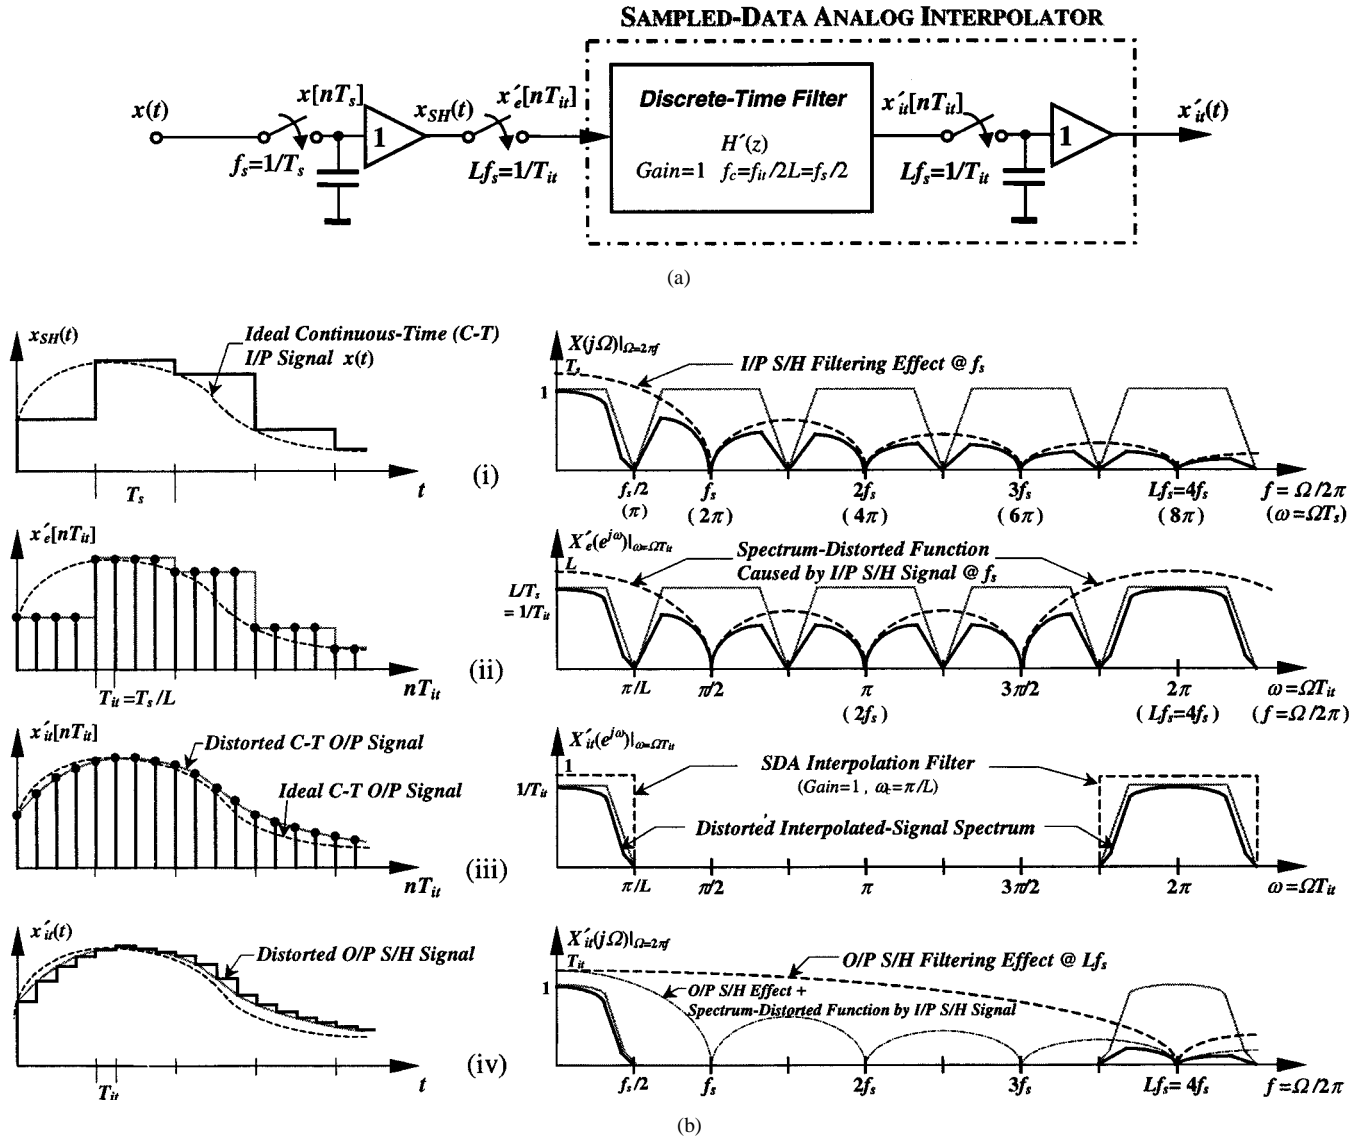 SAMPLED-DATA ANALOG INTERPOLATOR
x(t)
x[nTs]
xSH(t)
x´e[nTit]
fs=1/Ts
1
Lfs=1/Tit
Discrete-Time Filter
H´(z)
Gain=1 fc=fit/2L=fs/2
x´it[nTit]
Lfs=1/Tit
1
x´it(t)
(a)
xSH(t)
Ideal Continuous-Time (C-T)
I/P Signal x(t)
Ts
t
(i)
X(jΩ)|Ω=2πf
Ts
1
I/P S/H Filtering Effect @ fs
fs/2 fs 2fs 3fs Lfs=4fs f = Ω/2π
(π) (2π) (4π) (6π) (8π) (ω=ΩTs)
x´e[nTit]
Tit=Ts/L
nTit
(ii)
X´e(e^jω)|ω=ΩTit
L
L/Ts
= 1/Tit
Spectrum-Distorted Function
Caused by I/P S/H Signal @ fs
π/L π/2 π 3π/2 2π ω=ΩTit
(2fs) (Lfs=4fs) (f=Ω/2π)
x´it[nTit]
Distorted C-T O/P Signal
Ideal C-T O/P Signal
nTit
(iii)
X´it(e^jω)|ω=ΩTit
1
1/Tit
SDA Interpolation Filter
(Gain=1 , ωc=π/L)
Distorted Interpolated-Signal Spectrum
π/L π/2 π 3π/2 2π ω=ΩTit
x´it(t)
Distorted O/P S/H Signal
Tit
t
(iv)
X´it(jΩ)|Ω=2πf
Tit
1
O/P S/H Filtering Effect @ Lfs
O/P S/H Effect +
Spectrum-Distorted Function by I/P S/H Signal
fs/2 fs 2fs 3fs Lfs= 4fs f = Ω/2π
(b)